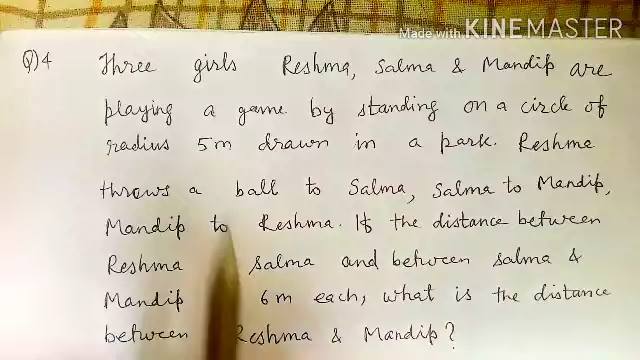 Made with KINEMASTER
Q)4 Three girls Reshma, Salma & Mandip are
playing a game by standing on a circle of
radius 5m drawn in a park. Reshma
throws a ball to Salma, Salma to Mandip,
Mandip to Reshma. If the distance between
Reshma Salma and between Salma &
Mandip 6m each, what is the distance
between Reshma & Mandip?